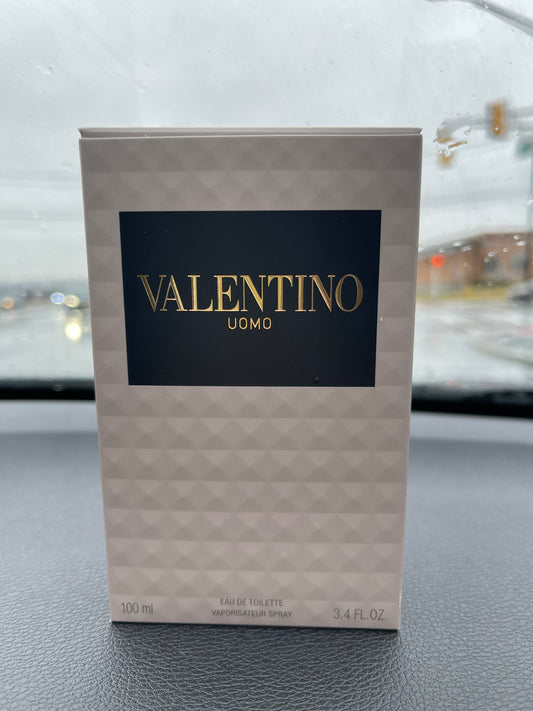 VALENTINO
UOMO
EAU DE TOILETTE
100 ml VAPORISATEUR SPRAY 3.4 FL.OZ.